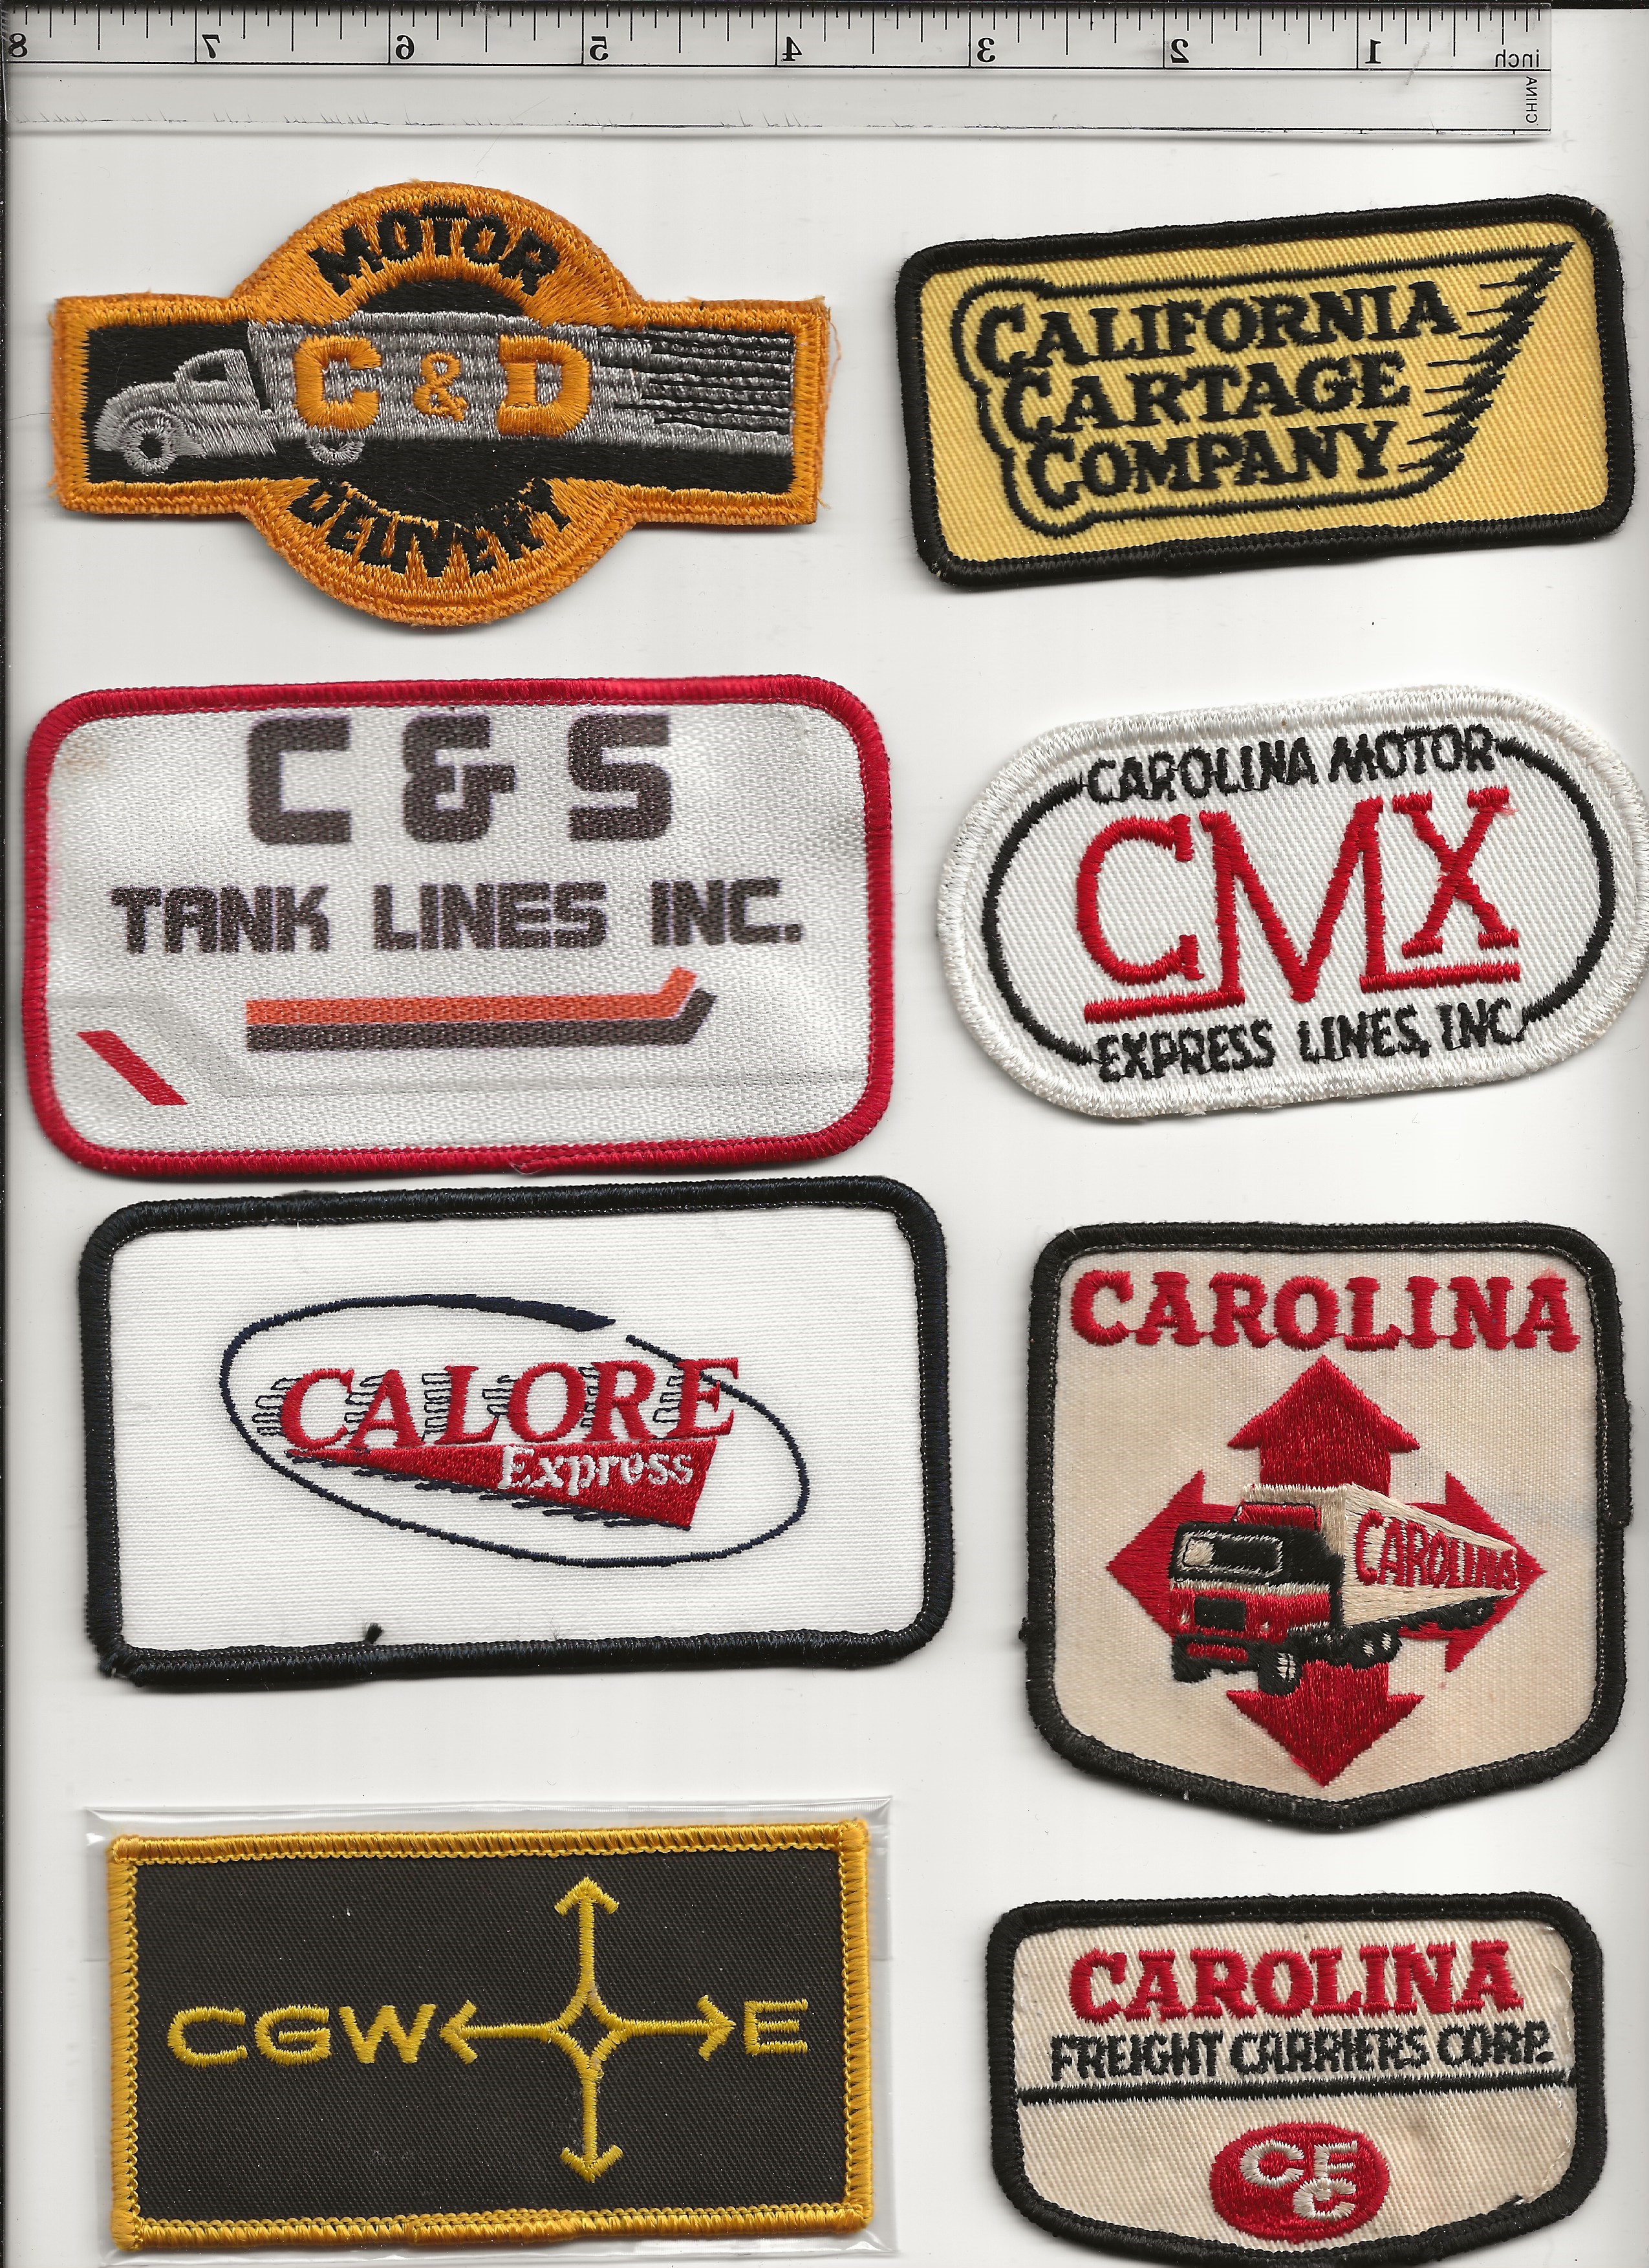 8 7 6 5 4 3 2 1 inch
CHINA
MOTOR
C & D
DELIVERY
CALIFORNIA
CARTAGE
COMPANY
C & S
TANK LINES INC.
CAROLINA MOTOR
CMX
EXPRESS LINES, INC.
CALORE
Express
CAROLINA
CAROLINA
CGW E
CAROLINA
FREIGHT CARRIERS CORP.
CFC